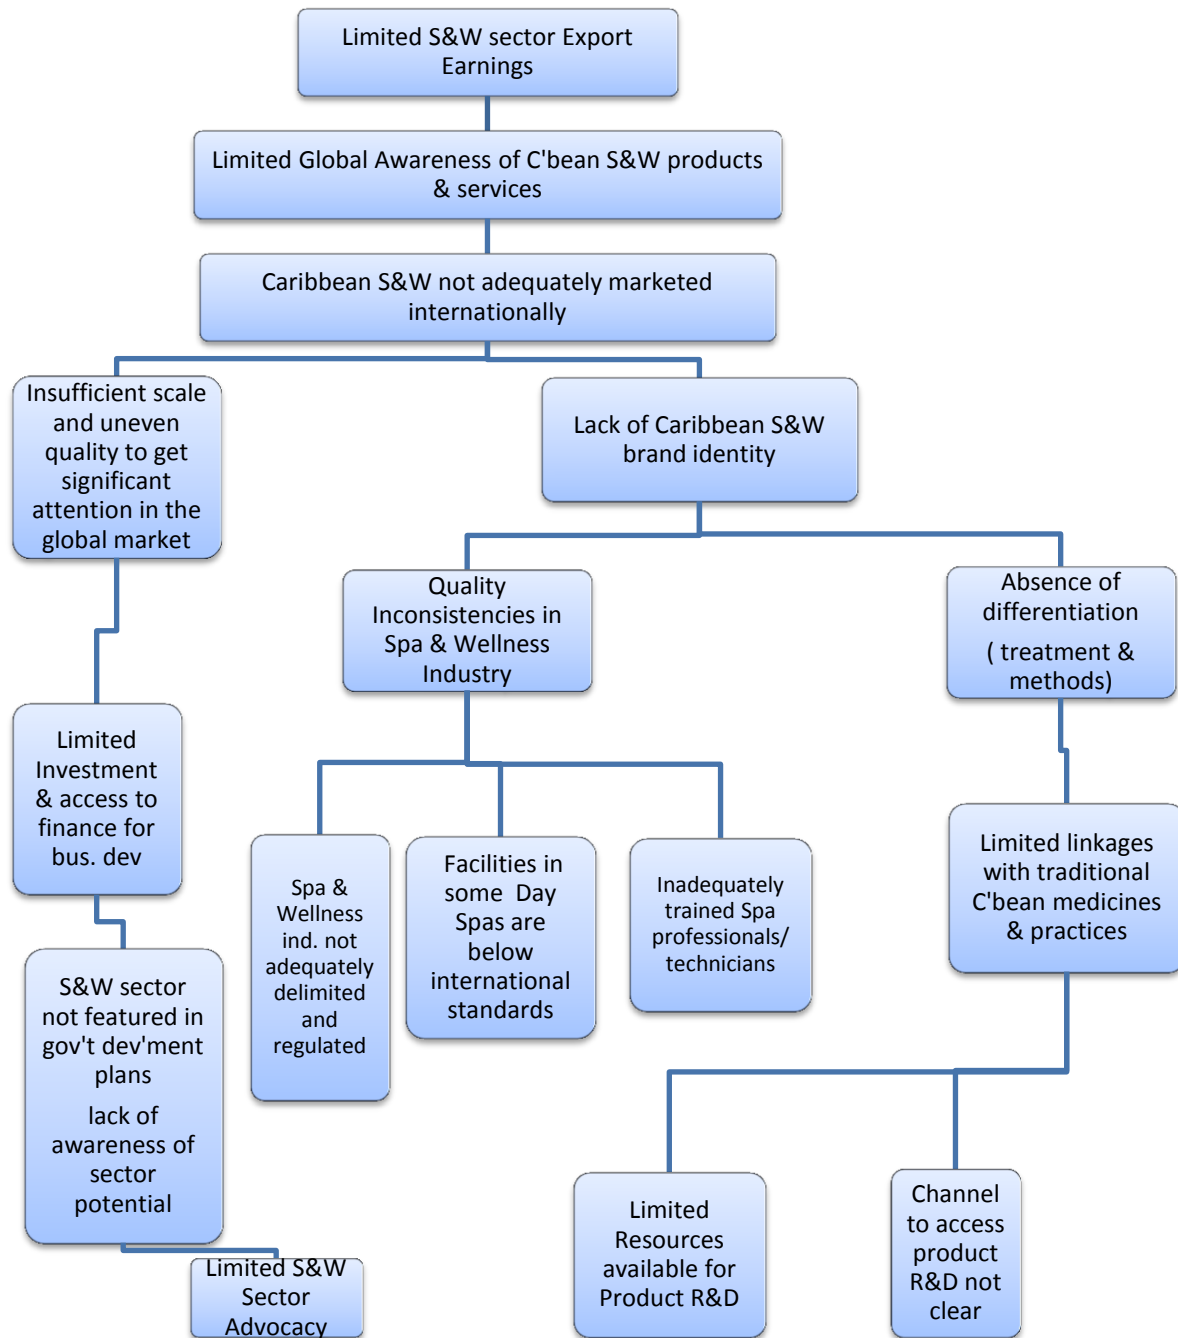 Limited S&W sector Export
Earnings
Limited Global Awareness of C'bean S&W products
& services
Caribbean S&W not adequately marketed
internationally
Insufficient scale
and uneven
quality to get
significant
attention in the
global market
Lack of Caribbean S&W
brand identity
Quality
Inconsistencies in
Spa & Wellness
Industry
Absence of
differentiation
( treatment &
methods)
Limited
Investment
& access to
finance for
bus. dev
Spa &
Wellness
ind. not
adequately
delimited
and
regulated
Facilities in
some Day
Spas are
below
international
standards
Inadequately
trained Spa
professionals/
technicians
Limited linkages
with traditional
C'bean medicines
& practices
S&W sector
not featured in
gov't dev'ment
plans
lack of
awareness of
sector
potential
Limited S&W
Sector
Advocacy
Limited
Resources
available for
Product R&D
Channel
to access
product
R&D not
clear